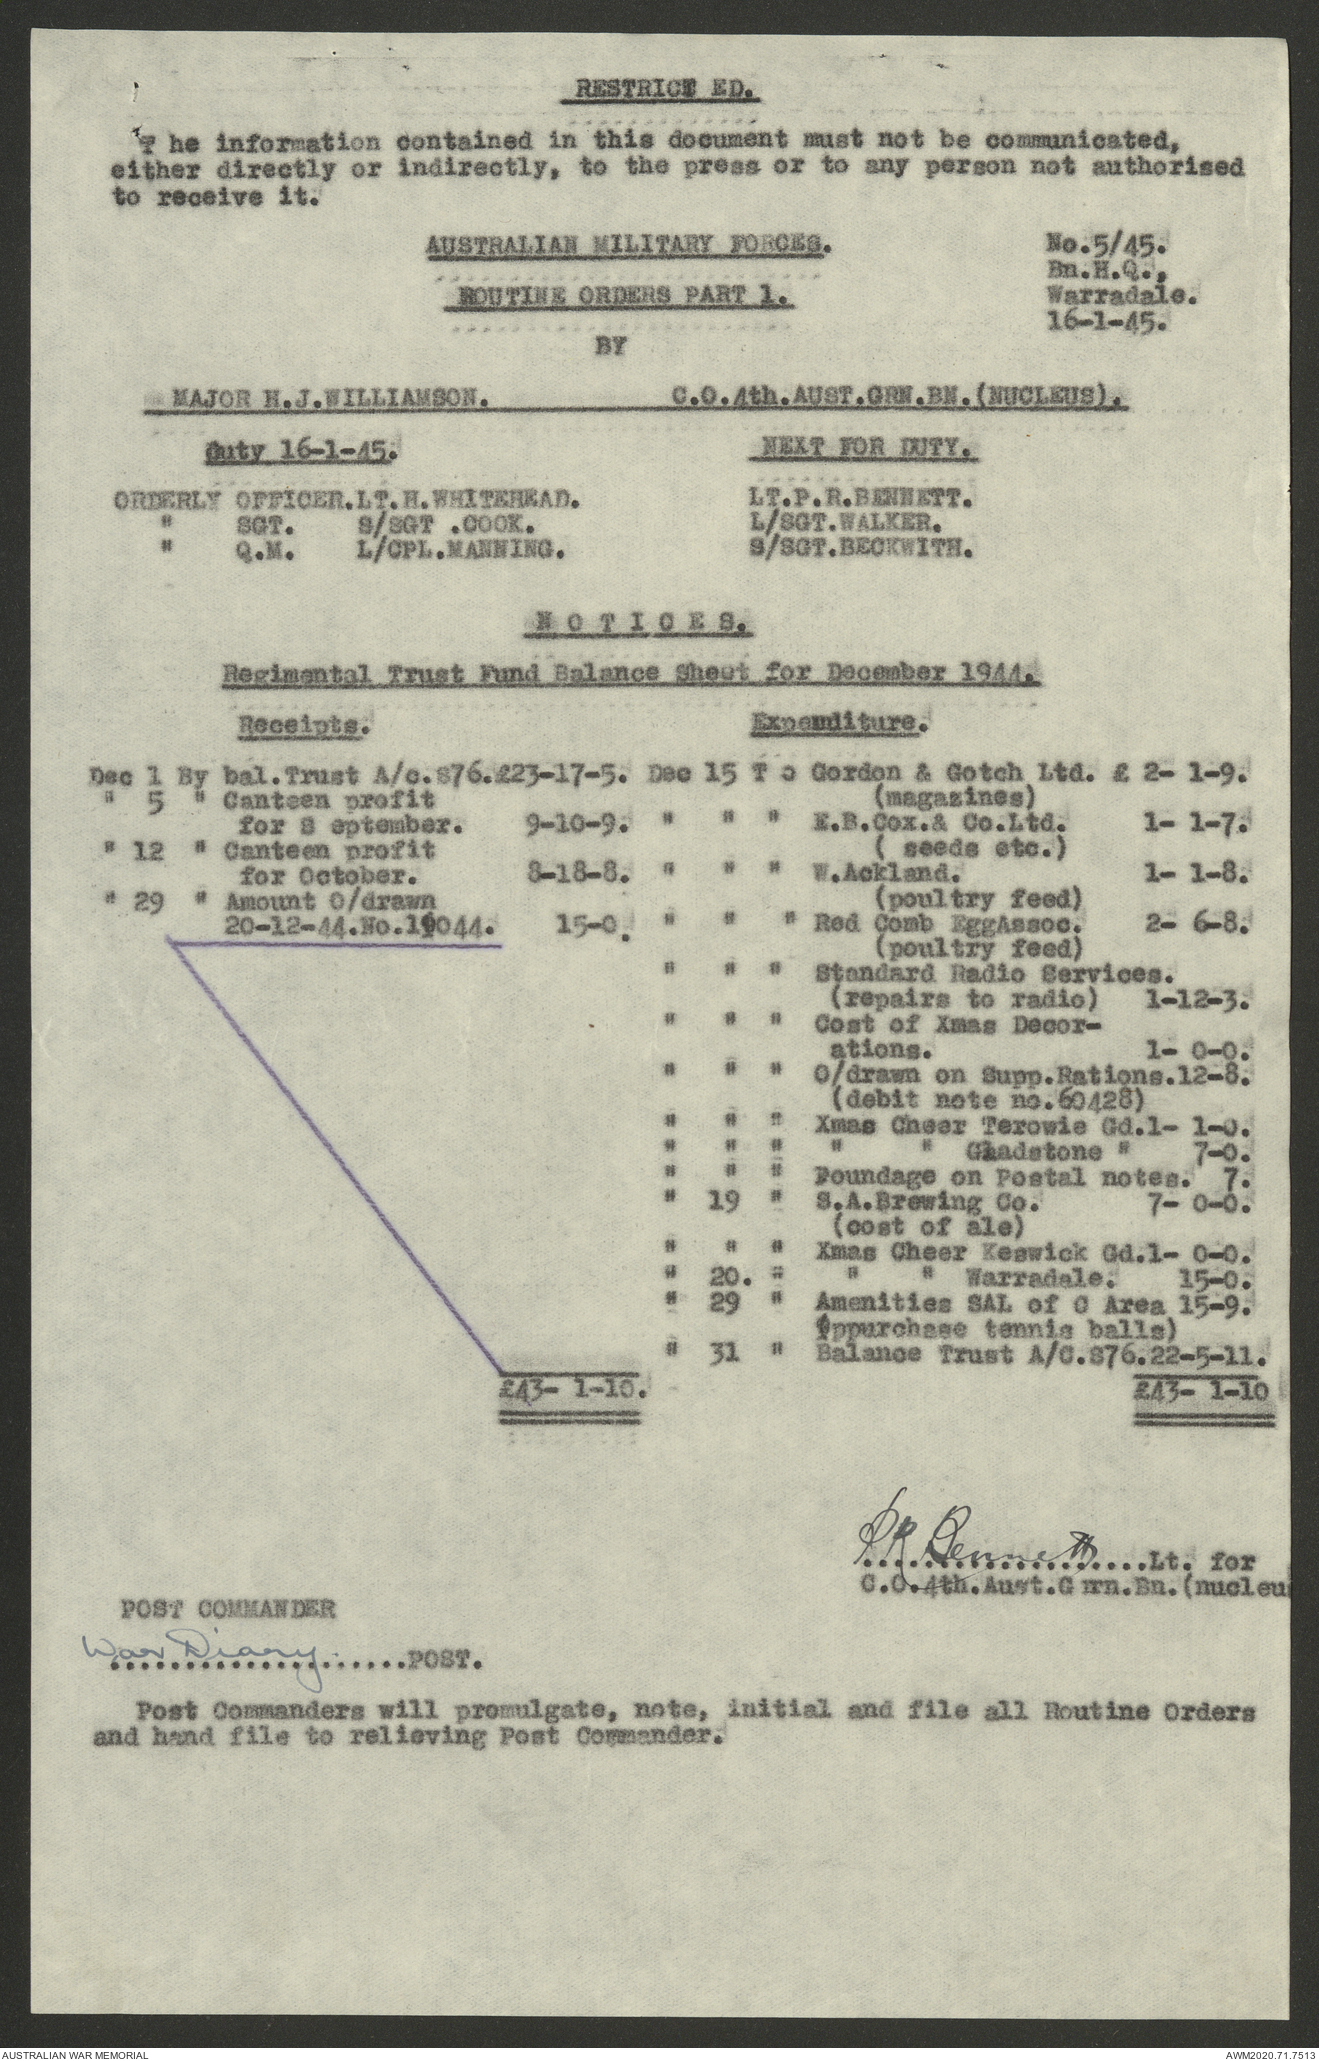 RESTRICT ED.
T he information contained in this document must not be communicated,
either directly or indirectly, to the press or to any person not authorised
to receive it.
AUSTRALIAN MILITARY FORCES. No.5/45.
Bn.H.Q.,
ROUTINE ORDERS PART 1. Warradale.
16-1-45.
BY
MAJOR H.J.WILLIAMSON. C.O.4th.AUST.GRN.BN.(NUCLEUS).
Duty 16-1-45. NEXT FOR DUTY.
ORDERLY OFFICER.LT.H.WHITEHEAD. LT.P.R.BENNETT.
" SGT. S/SGT .COOK. L/SGT.WALKER.
" Q.M. L/CPL.MANNING. S/SGT.BECKWITH.
N O T I C E S.
Regimental Trust Fund Balance Sheet for December 1944.
Receipts. Expenditure.
Dec 1 By bal.Trust A/c.S76.£23-17-5. Dec 15 T o Gordon & Gotch Ltd. £ 2- 1-9.
" 5 " Canteen profit (magazines)
for S eptember. 9-10-9. " " " E.B.Cox.& Co.Ltd. 1- 1-7.
" 12 " Canteen profit ( seeds etc.)
for October. 8-18-8. " " " W.Ackland. 1- 1-8.
" 29 " Amount O/drawn (poultry feed)
20-12-44.No.19044. 15-0. " " " Red Comb EggAssoc. 2- 6-8.
(poultry feed)
" " " Standard Radio Services.
(repairs to radio) 1-12-3.
" " " Cost of Xmas Decor-
ations. 1- 0-0.
" " " O/drawn on Supp.Rations.12-8.
(debit note no.60428)
" " " Xmas Cheer Terowie Gd.1- 1-0.
" " " " " Gladstone " 7-0.
" " " Poundage on Postal notes. 7.
" 19 " S.A.Brewing Co. 7- 0-0.
(cost of ale)
" " " Xmas Cheer Keswick Gd.1- 0-0.
" 20. " " " Warradale. 15-0.
" 29 " Amenities SAL of C Area 15-9.
(ppurchase tennis balls)
" 31 " Balance Trust A/C.S76.22-5-11.
£43- 1-10. £43- 1-10
P R Bennett
...................Lt. for
C.O.4th.Aust.G rrn.Bn.(nucleu
POST COMMANDER
War Diary
....................POST.
Post Commanders will promulgate, note, initial and file all Routine Orders
and hand file to relieving Post Commander.
AUSTRALIAN WAR MEMORIAL AWM2020.71.7513